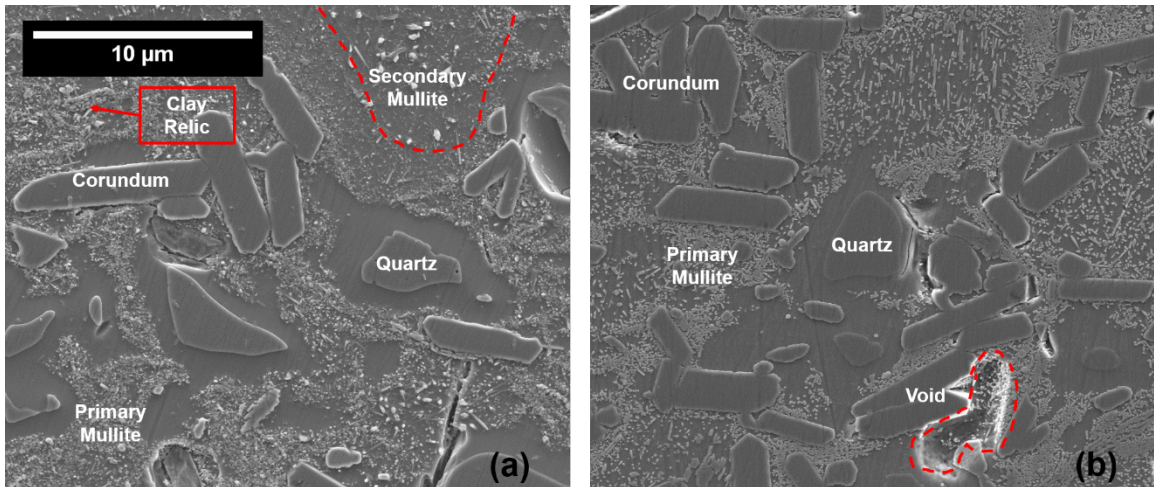 10 µm
Secondary
Mullite
Clay
Relic
Corundum
Quartz
Primary
Mullite
(a)
Corundum
Primary
Mullite
Quartz
Void
(b)